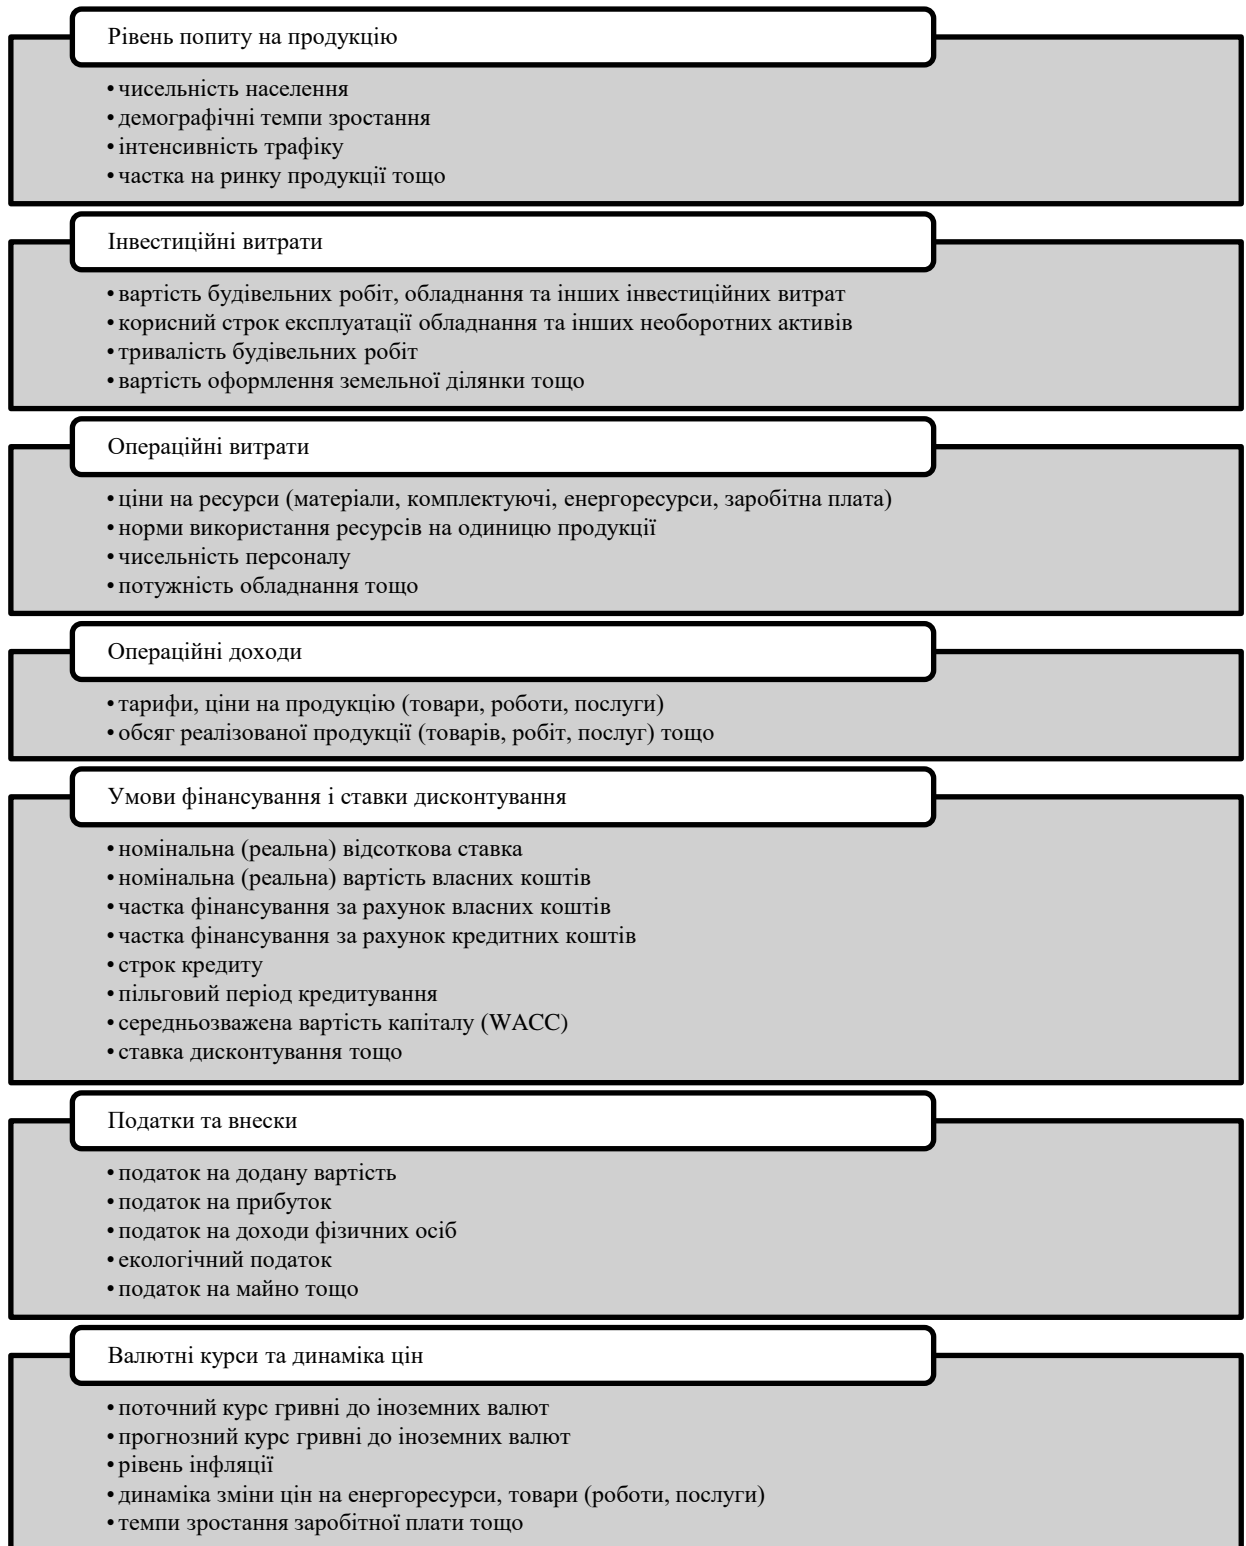 Рівень попиту на продукцію
• чисельність населення
• демографічні темпи зростання
• інтенсивність трафіку
• частка на ринку продукції тощо
Інвестиційні витрати
• вартість будівельних робіт, обладнання та інших інвестиційних витрат
• корисний строк експлуатації обладнання та інших необоротних активів
• тривалість будівельних робіт
• вартість оформлення земельної ділянки тощо
Операційні витрати
• ціни на ресурси (матеріали, комплектуючі, енергоресурси, заробітна плата)
• норми використання ресурсів на одиницю продукції
• чисельність персоналу
• потужність обладнання тощо
Операційні доходи
• тарифи, ціни на продукцію (товари, роботи, послуги)
• обсяг реалізованої продукції (товарів, робіт, послуг) тощо
Умови фінансування і ставки дисконтування
• номінальна (реальна) відсоткова ставка
• номінальна (реальна) вартість власних коштів
• частка фінансування за рахунок власних коштів
• частка фінансування за рахунок кредитних коштів
• строк кредиту
• пільговий період кредитування
• середньозважена вартість капіталу (WACC)
• ставка дисконтування тощо
Податки та внески
• податок на додану вартість
• податок на прибуток
• податок на доходи фізичних осіб
• екологічний податок
• податок на майно тощо
Валютні курси та динаміка цін
• поточний курс гривні до іноземних валют
• прогнозний курс гривні до іноземних валют
• рівень інфляції
• динаміка зміни цін на енергоресурси, товари (роботи, послуги)
• темпи зростання заробітної плати тощо